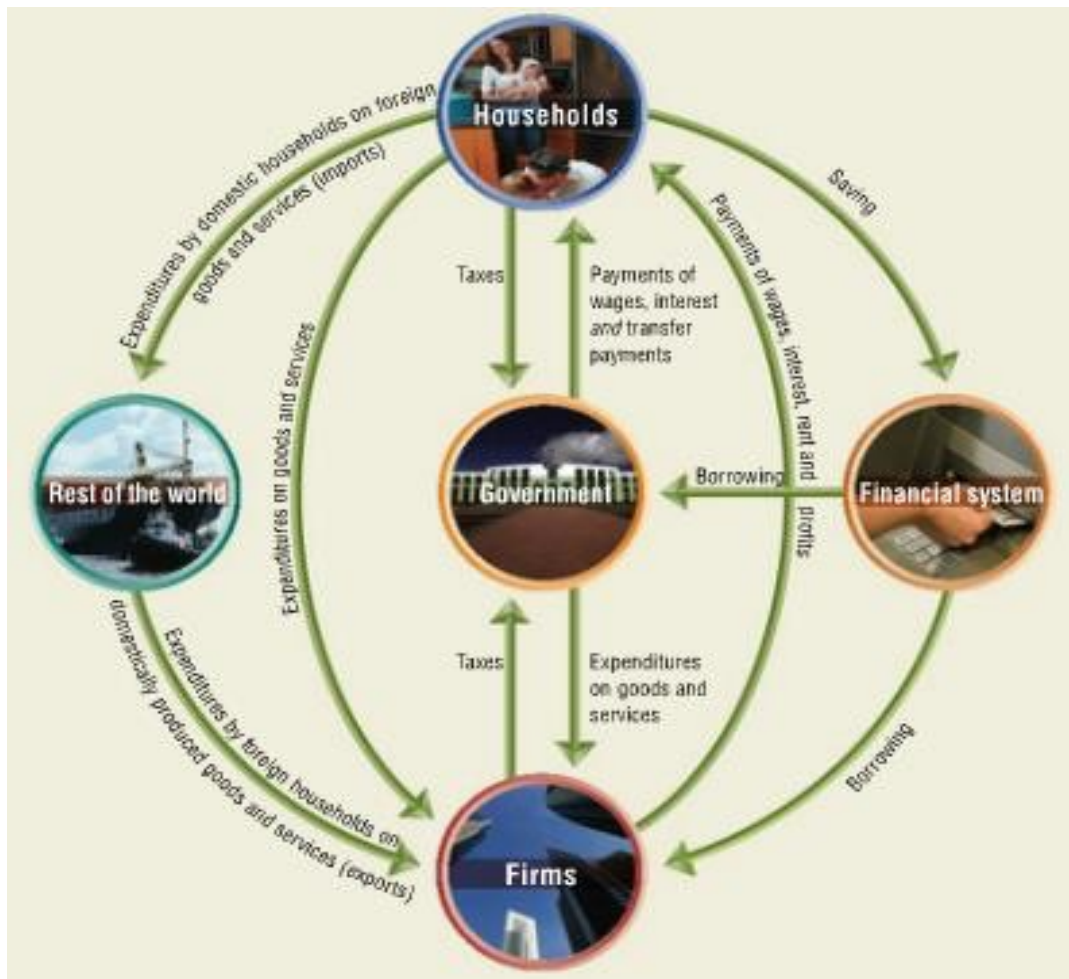 Households
Expenditures by domestic households on foreign
goods and services (imports)
Saving
Taxes
Payments of
wages, interest
and transfer
payments
Payments of wages, interest, rent and profits
Expenditures on goods and services
Rest of the world
Government
Borrowing
Financial system
Expenditures by foreign households on
domestically produced goods and services (exports)
Taxes
Expenditures
on goods and
services
Borrowing
Firms